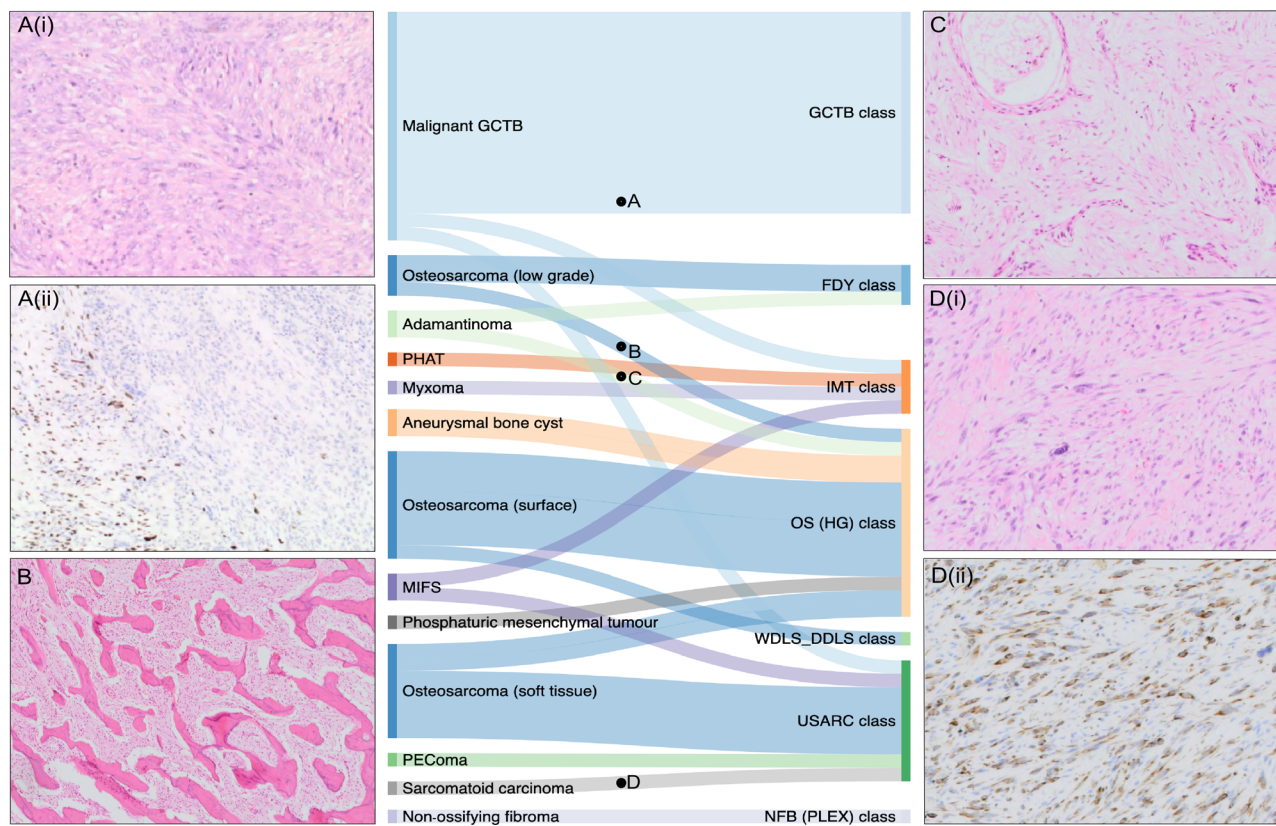 A(i)
A(ii)
B
Malignant GCTB
Osteosarcoma (low grade)
Adamantinoma
PHAT
Myxoma
Aneurysmal bone cyst
Osteosarcoma (surface)
MIFS
Phosphaturic mesenchymal tumour
Osteosarcoma (soft tissue)
PEComa
Sarcomatoid carcinoma
Non-ossifying fibroma
A
B
C
D
GCTB class
FDY class
IMT class
OS (HG) class
WDLS_DDLS class
USARC class
NFB (PLEX) class
C
D(i)
D(ii)